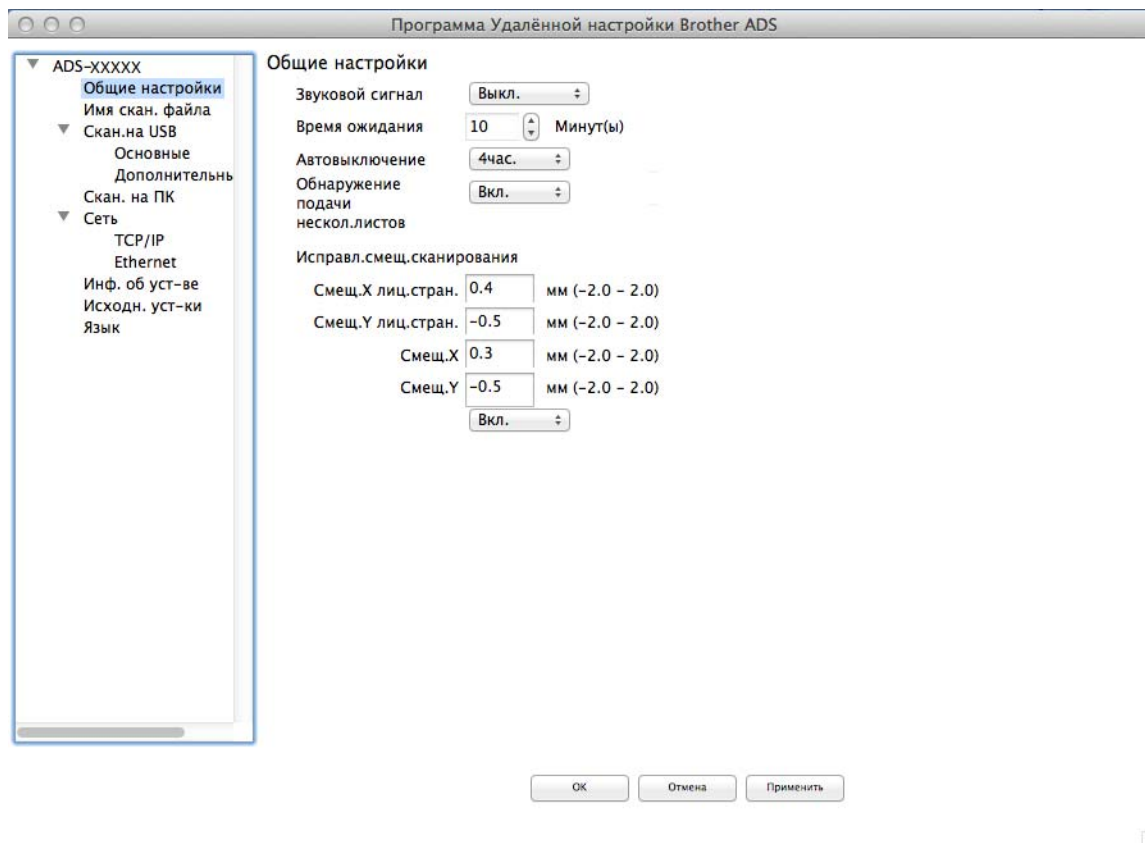 Программа Удалённой настройки Brother ADS
ADS-XXXXX
Общие настройки
Имя скан. файла
Скан.на USB
Основные
Дополнительнь
Скан. на ПК
Сеть
TCP/IP
Ethernet
Инф. об уст-ве
Исходн. уст-ки
Язык
Общие настройки
Звуковой сигнал Выкл.
Время ожидания 10 Минут(ы)
Автовыключение 4час.
Обнаружение
подачи
нескол.листов Вкл.
Исправл.смещ.сканирования
Смещ.X лиц.стран. 0.4 мм (-2.0 - 2.0)
Смещ.Y лиц.стран. -0.5 мм (-2.0 - 2.0)
Смещ.X 0.3 мм (-2.0 - 2.0)
Смещ.Y -0.5 мм (-2.0 - 2.0)
Вкл.
OK Отмена Применить